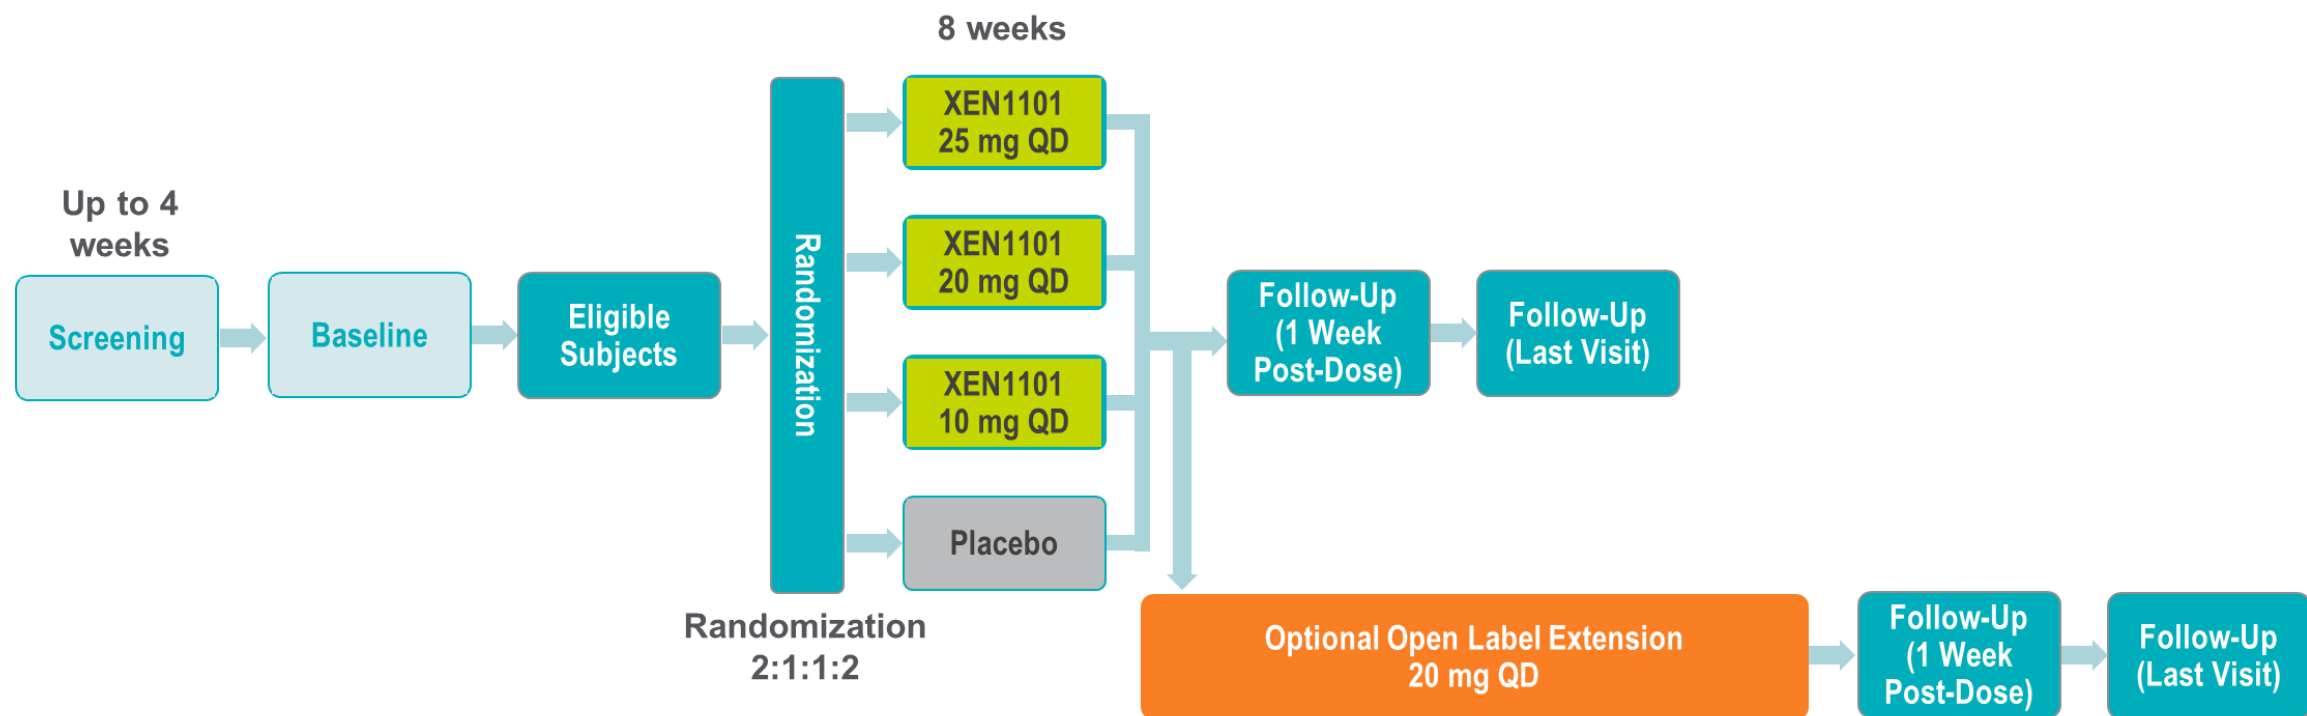 8 weeks
Up to 4
weeks
Screening
Baseline
Eligible
Subjects
Randomization
XEN1101
25 mg QD
XEN1101
20 mg QD
XEN1101
10 mg QD
Placebo
Randomization
2:1:1:2
Follow-Up
(1 Week
Post-Dose)
Follow-Up
(Last Visit)
Optional Open Label Extension
20 mg QD
Follow-Up
(1 Week
Post-Dose)
Follow-Up
(Last Visit)